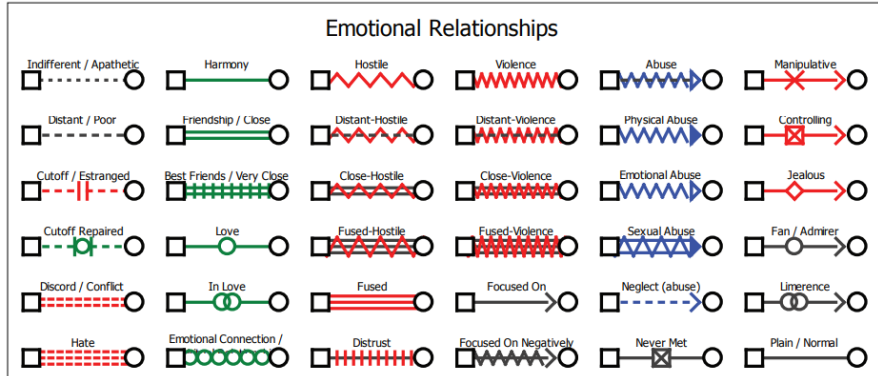 Emotional Relationships
Indifferent / Apathetic
Harmony
Hostile
Violence
Abuse
Manipulative
Distant / Poor
Friendship / Close
Distant-Hostile
Distant-Violence
Physical Abuse
Controlling
Cutoff / Estranged
Best Friends / Very Close
Close-Hostile
Close-Violence
Emotional Abuse
Jealous
Cutoff Repaired
Love
Fused-Hostile
Fused-Violence
Sexual Abuse
Fan / Admirer
Discord / Conflict
In Love
Fused
Focused On
Neglect (abuse)
Limerence
Hate
Emotional Connection /
Distrust
Focused On Negatively
Never Met
Plain / Normal